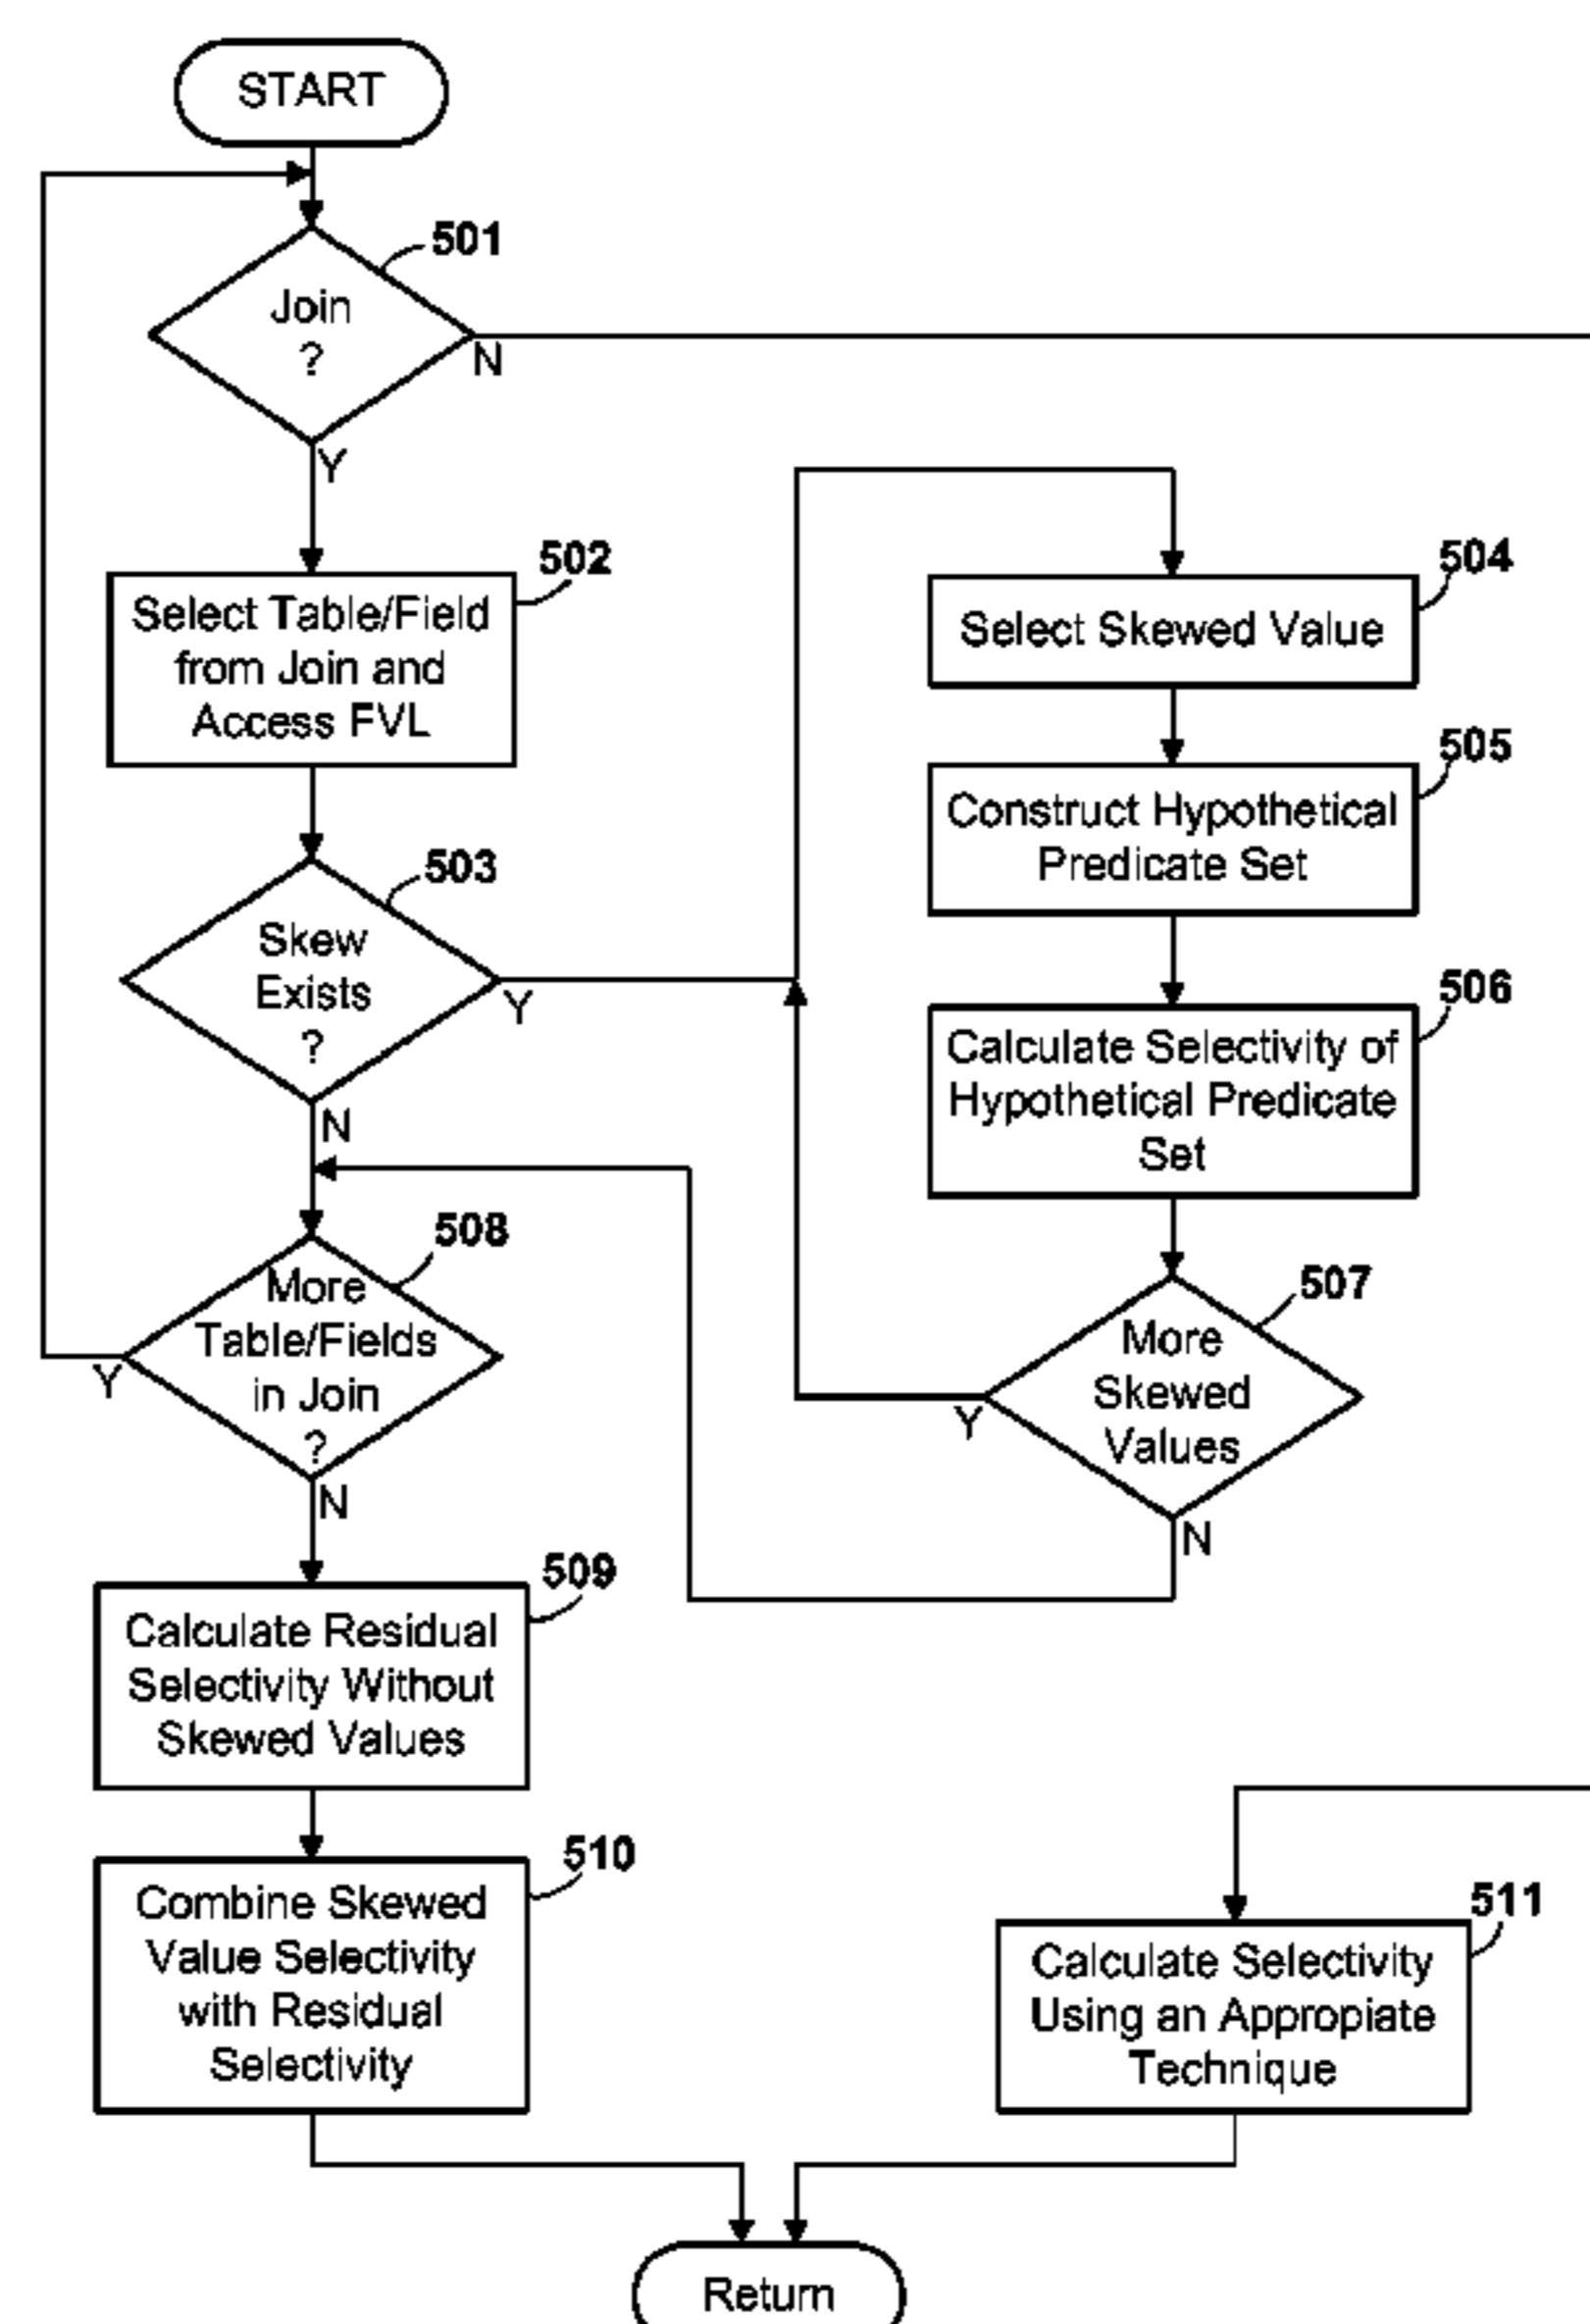 START
501
Join
?
N
Y
502
Select Table/Field
from Join and
Access FVL
503
Skew
Exists
?
Y
N
504
Select Skewed Value
505
Construct Hypothetical
Predicate Set
506
Calculate Selectivity of
Hypothetical Predicate
Set
507
More
Skewed
Values
Y
N
508
More
Table/Fields
in Join
?
Y
N
509
Calculate Residual
Selectivity Without
Skewed Values
510
Combine Skewed
Value Selectivity
with Residual
Selectivity
511
Calculate Selectivity
Using an Appropiate
Technique
Return